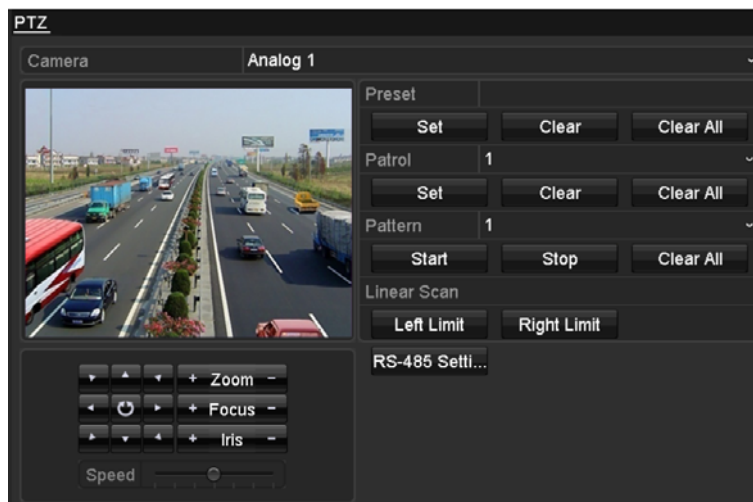 PTZ
Camera Analog 1
Preset
Set Clear Clear All
Patrol 1
Set Clear Clear All
Pattern 1
Start Stop Clear All
Linear Scan
Left Limit Right Limit
RS-485 Setti...
+ Zoom -
+ Focus -
+ Iris -
Speed